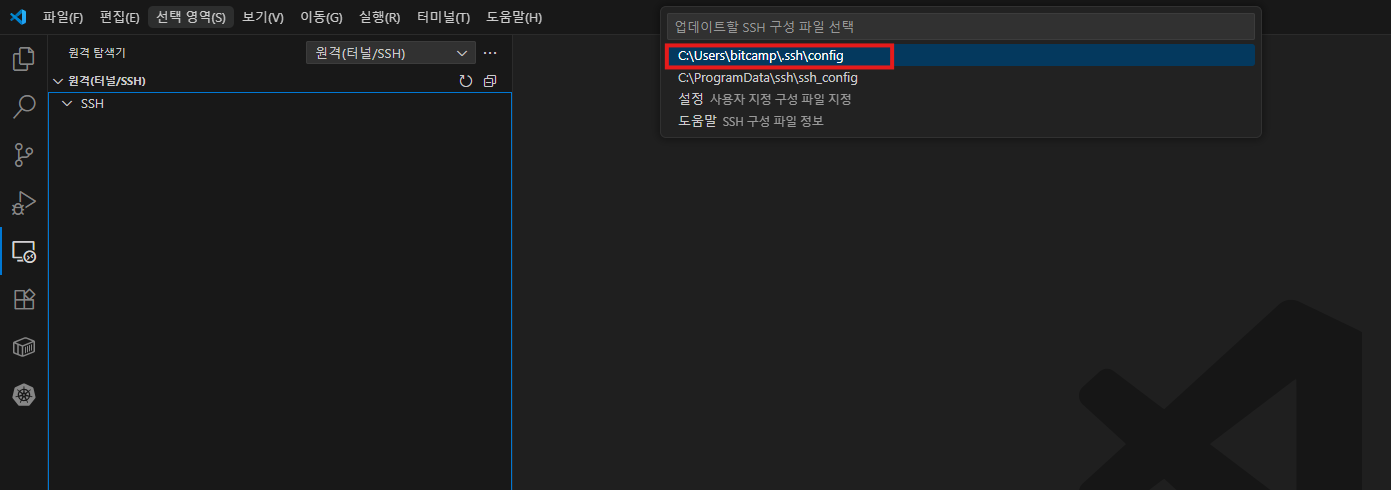 파일(F) 편집(E) 선택 영역(S) 보기(V) 이동(G) 실행(R) 터미널(T) 도움말(H)
업데이트할 SSH 구성 파일 선택
원격 탐색기 원격(터널/SSH)
C:\Users\bitcamp\.ssh\config
원격(터널/SSH)
C:\ProgramData\ssh\ssh_config
SSH
설정 사용자 지정 구성 파일 지정
도움말 SSH 구성 파일 정보